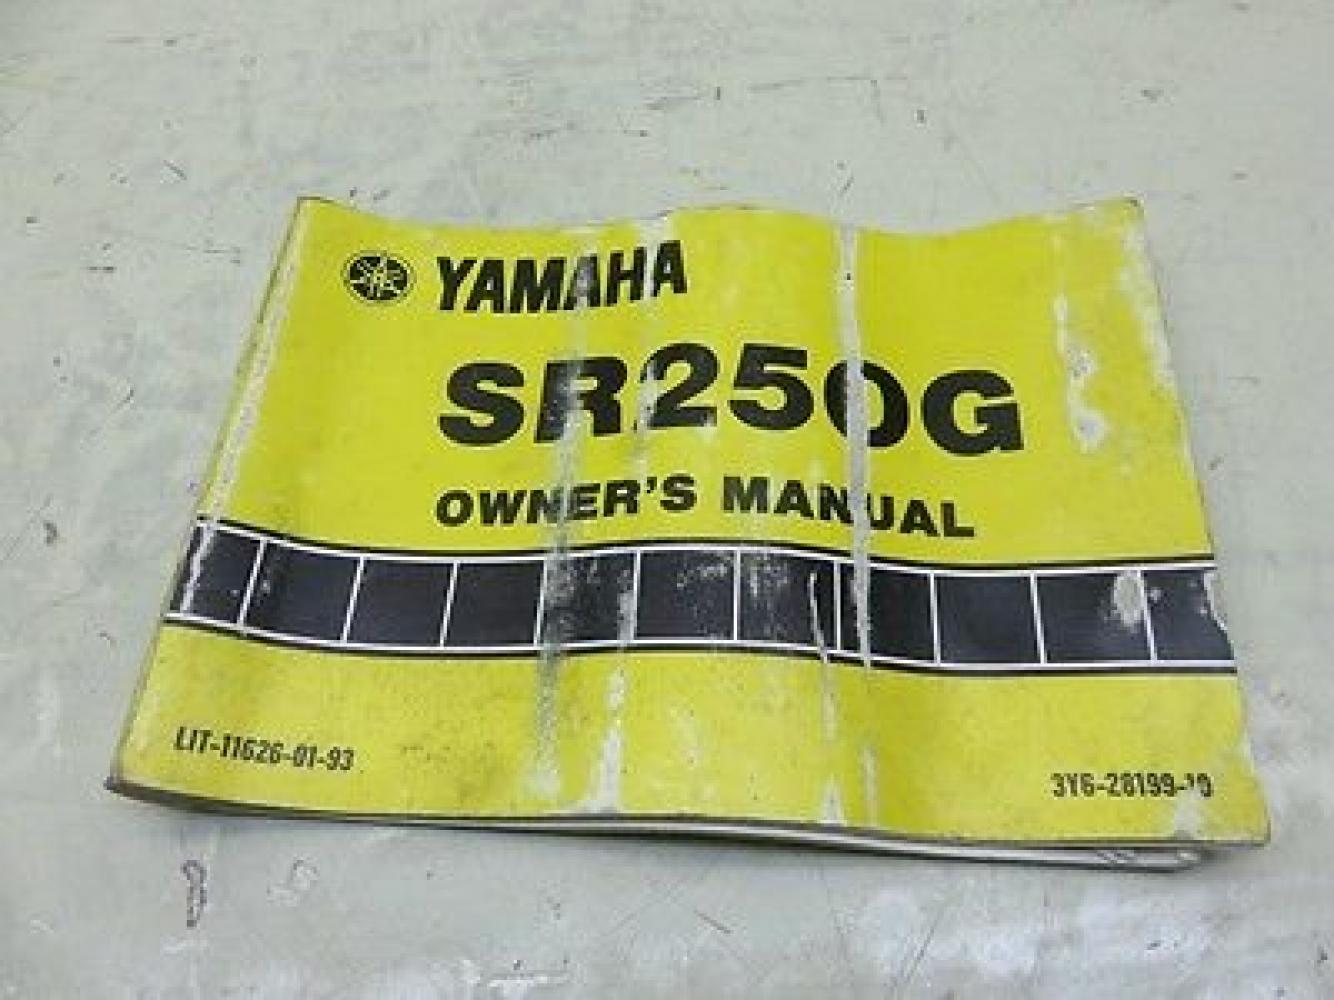 YAMAHA
SR250G
OWNER'S MANUAL
LIT-11626-01-93
3Y6-28199-10